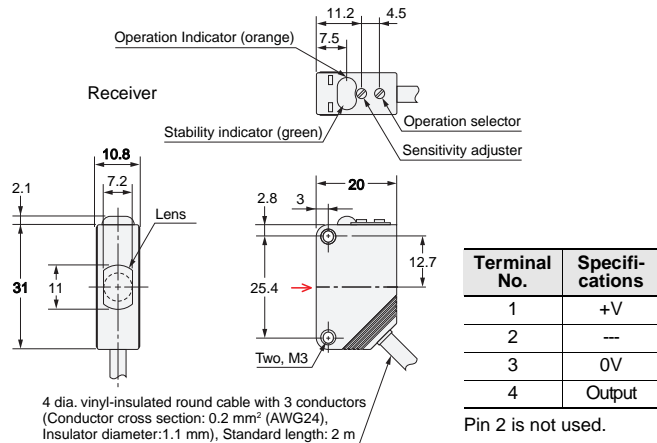 11.2
4.5
Operation Indicator (orange)
7.5
Receiver
Operation selector
Stability indicator (green)
Sensitivity adjuster
10.8
7.2
2.1
Lens
31
11
20
2.8
3
25.4
12.7
Two, M3
4 dia. vinyl-insulated round cable with 3 conductors
(Conductor cross section: 0.2 mm² (AWG24),
Insulator diameter:1.1 mm), Standard length: 2 m
Terminal No. Specifi-cations
1 +V
2 ---
3 0V
4 Output
Pin 2 is not used.